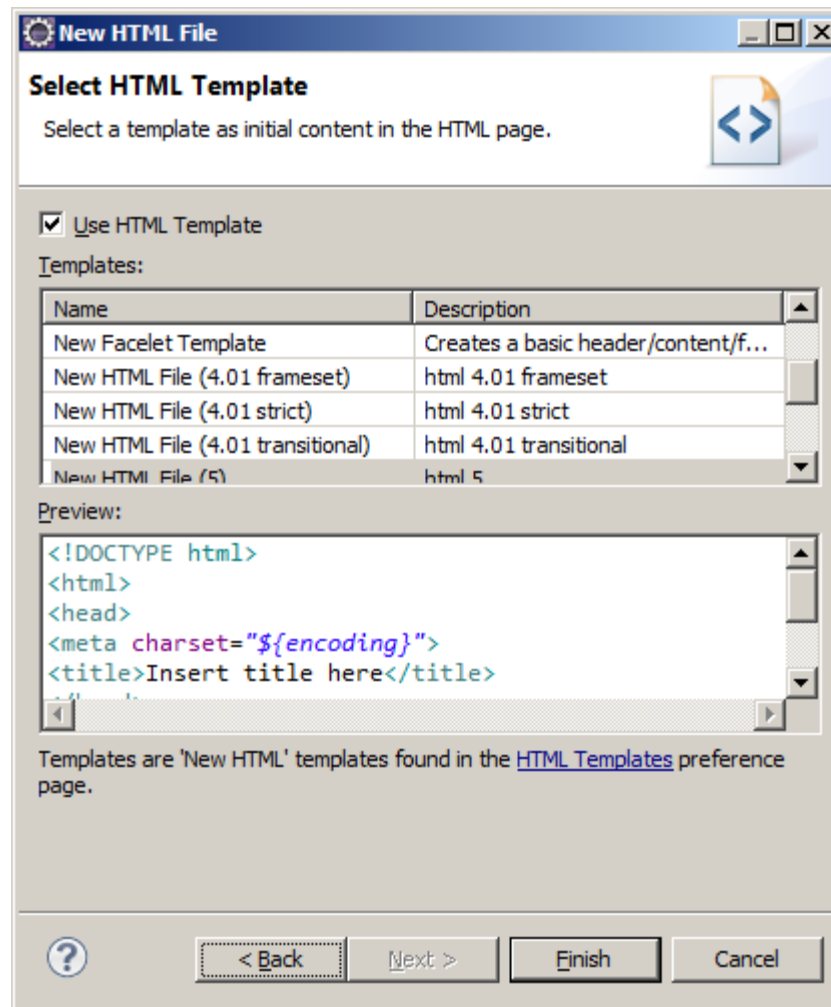 New HTML File
Select HTML Template
Select a template as initial content in the HTML page.
Use HTML Template
Templates:
Name Description
New Facelet Template Creates a basic header/content/f...
New HTML File (4.01 frameset) html 4.01 frameset
New HTML File (4.01 strict) html 4.01 strict
New HTML File (4.01 transitional) html 4.01 transitional
New HTML File (5) html 5
Preview:
<!DOCTYPE html>
<html>
<head>
<meta charset="${encoding}">
<title>Insert title here</title>
Templates are 'New HTML' templates found in the HTML Templates preference
page.
? < Back Next > Finish Cancel